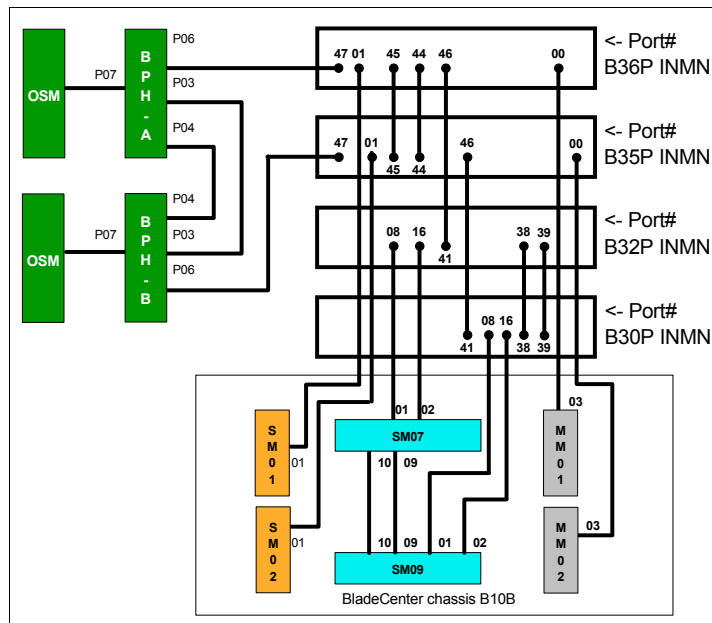 P06
47 01 45 44 46 00
<- Port#
B36P INMN
OSM
P07
BPH-A
P03
P04
47 01 46 00
45 44
<- Port#
B35P INMN
OSM
P07
BPH-B
P04
P03
P06
08 16 38 39
41
<- Port#
B32P INMN
08 16
41 38 39
<- Port#
B30P INMN
SM01
01
01 02
SM07
10 09
03
MM01
SM02
01
10 09 01 02
SM09
03
MM02
BladeCenter chassis B10B